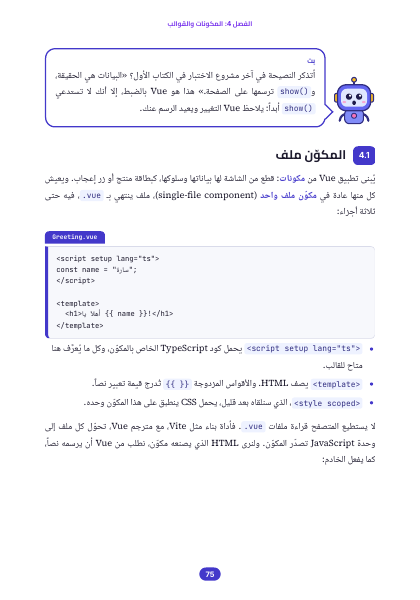 الفصل 4: المكونات والقوالب
بت
أتذكر النصيحة في آخر مشروع الاختبار في الكتاب الأول؟ «البيانات هي الحقيقة،
و show() ترسمها على الصفحة.» هذا هو Vue بالضبط، إلا أنك لا تستدعي
show() أبداً: يلاحظ Vue التغيير ويعيد الرسم عنك.
4.1 المكوّن ملف
يُبنى تطبيق Vue من مكونات: قطع من الشاشة لها بياناتها وسلوكها، كبطاقة منتج أو زر إعجاب. ويعيش
كل منها عادة في مكوّن ملف واحد (single-file component)، ملف ينتهي بـ .vue، فيه حتى
ثلاثة أجزاء:
Greeting.vue
<script setup lang="ts">
const name = "سارة";
</script>
<template>
<h1>أهلا يا {{ name }}!</h1>
</template>
• <script setup lang="ts"> يحمل كود TypeScript الخاص بالمكوّن، وكل ما يُعرَّف هنا
متاح للقالب.
• <template> يصف HTML. والأقواس المزدوجة {{ }} تُدرج قيمة تعبير نصاً.
• <style scoped>، الذي ستلقاه بعد قليل، يحمل CSS ينطبق على هذا المكوّن وحده.
لا يستطيع المتصفح قراءة ملفات .vue. فأداة بناء مثل Vite، مع مترجم Vue، تحوّل كل ملف إلى
وحدة JavaScript تصدّر المكوّن. ولنرى HTML الذي يصنعه مكوّن، نطلب من Vue أن يرسمه نصاً،
كما يفعل الخادم:
75